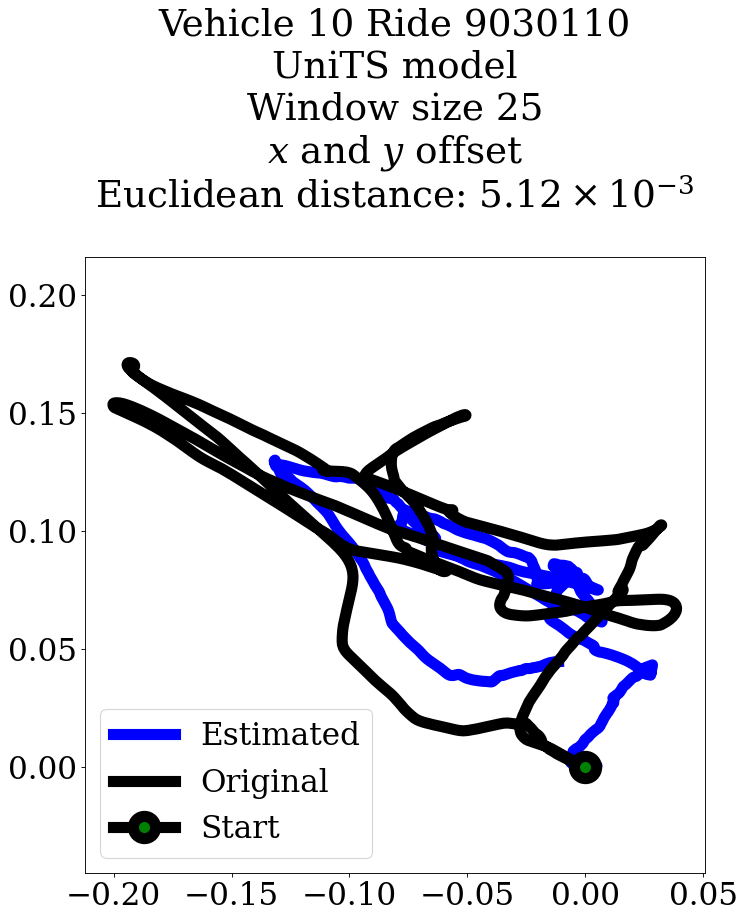 Vehicle 10 Ride 9030110
UniTS model
Window size 25
x and y offset
Euclidean distance: 5.12 × 10⁻³
0.20
0.15
0.10
0.05
0.00
Estimated
Original
Start
−0.20 −0.15 −0.10 −0.05 0.00 0.05